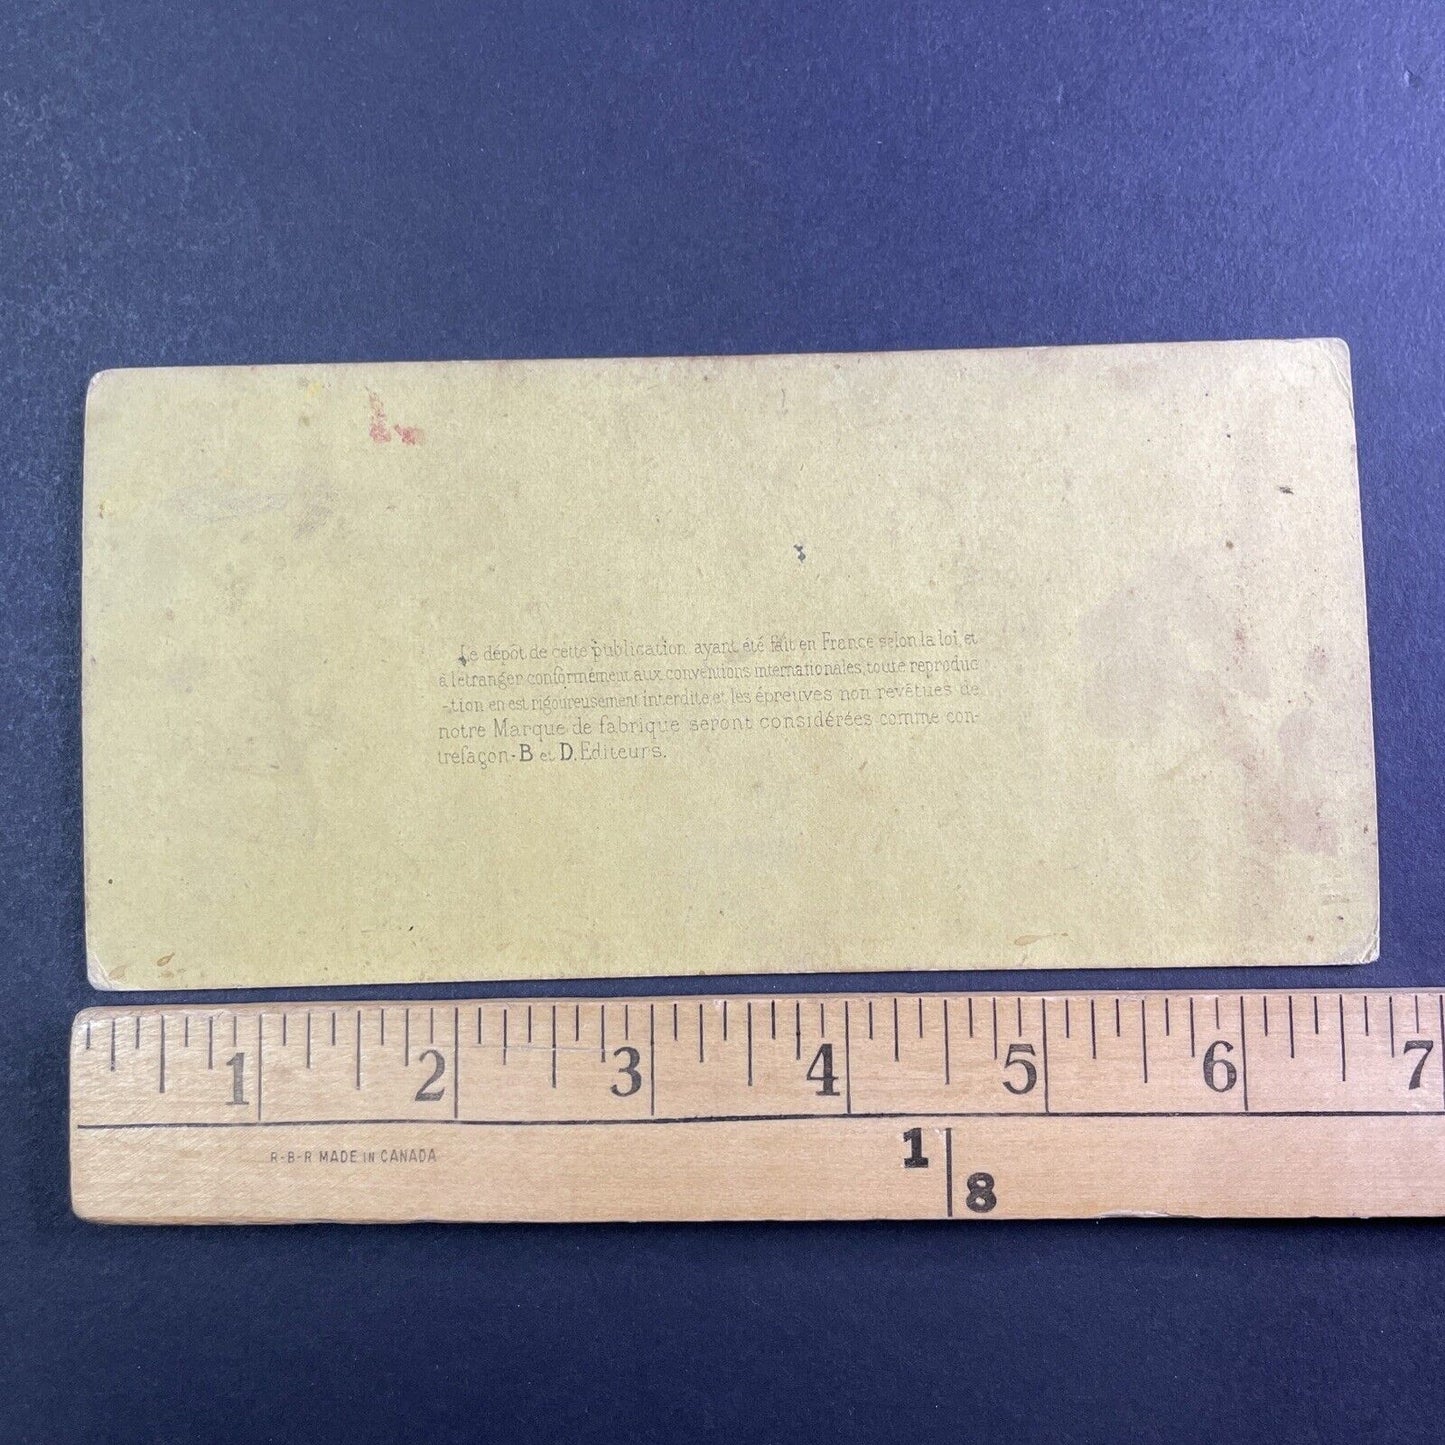 Le dépôt de cette publication ayant été fait en France selon la loi, et
à l'etranger conformément aux conventions internationales, toute reproduc
-tion en est rigoureusement interdite, et les épreuves non revêtues de
notre Marque de fabrique seront considérées comme con-
trefaçon - B et D. Editeurs.
1 2 3 4 5 6 7
R-B-R MADE IN CANADA
1
8